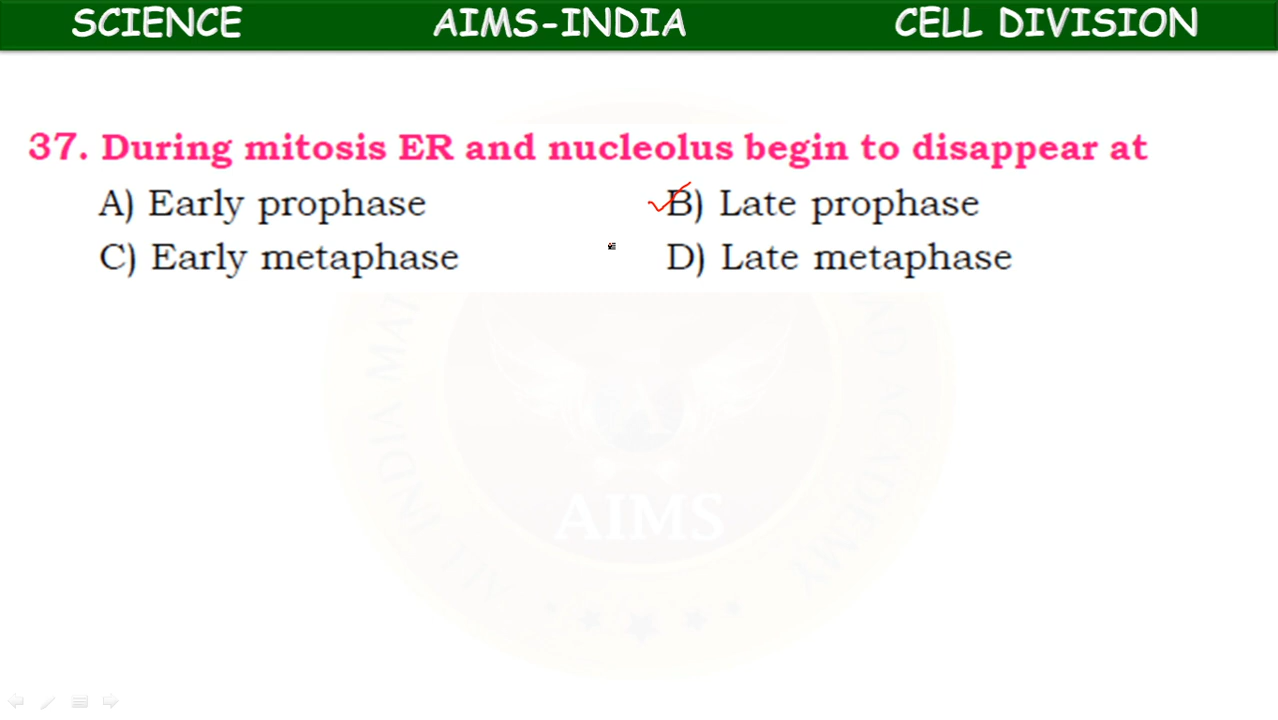 SCIENCE AIMS-INDIA CELL DIVISION
37. During mitosis ER and nucleolus begin to disappear at
A) Early prophase B) Late prophase
C) Early metaphase D) Late metaphase
AIMS